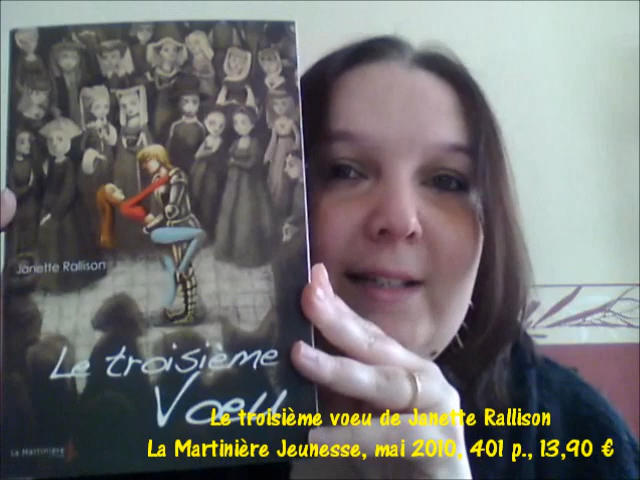 Janette Rallison
Le troisième
Voeu
La Martinière J
Le troisième voeu de Janette Rallison
La Martinière Jeunesse, mai 2010, 401 p., 13,90 €